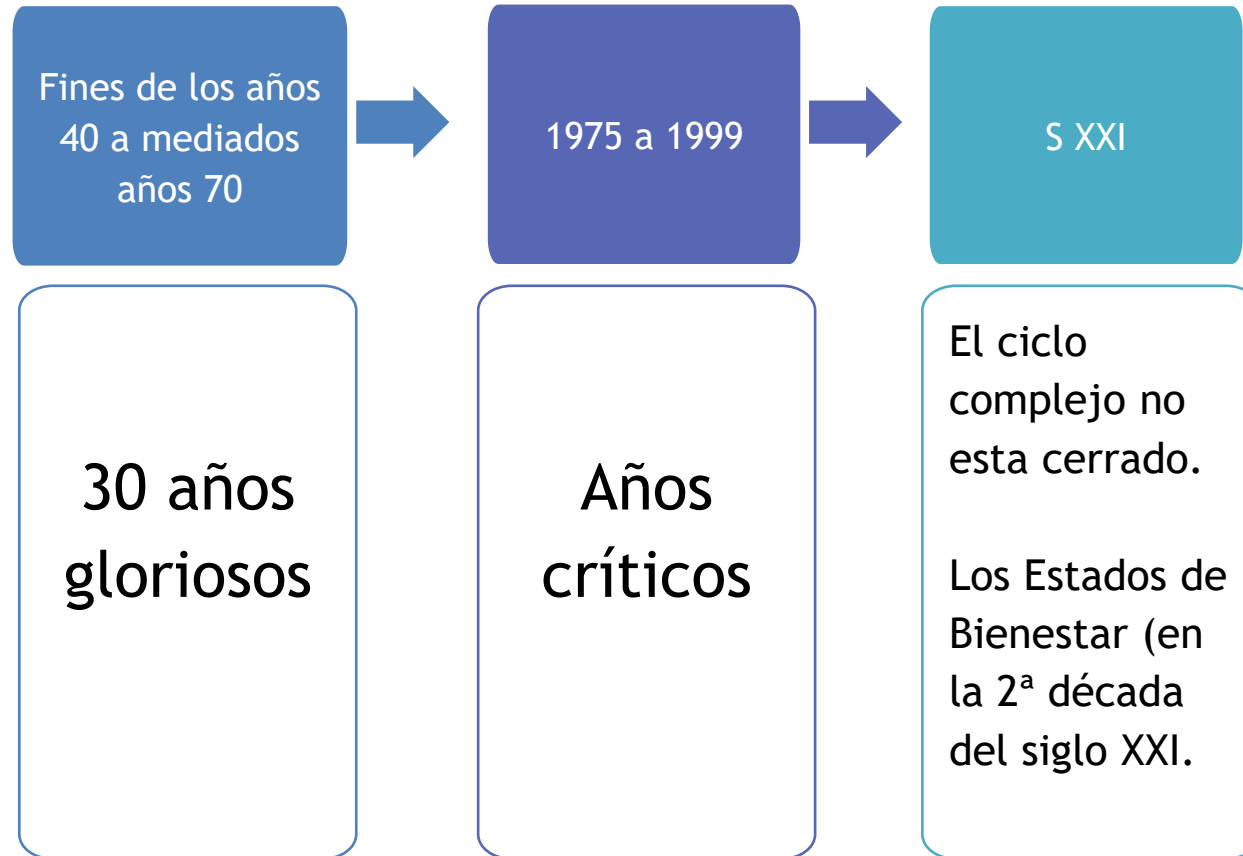 Fines de los años
40 a mediados
años 70
1975 a 1999
S XXI
30 años
gloriosos
Años
críticos
El ciclo
complejo no
esta cerrado.
Los Estados de
Bienestar (en
la 2ª década
del siglo XXI.